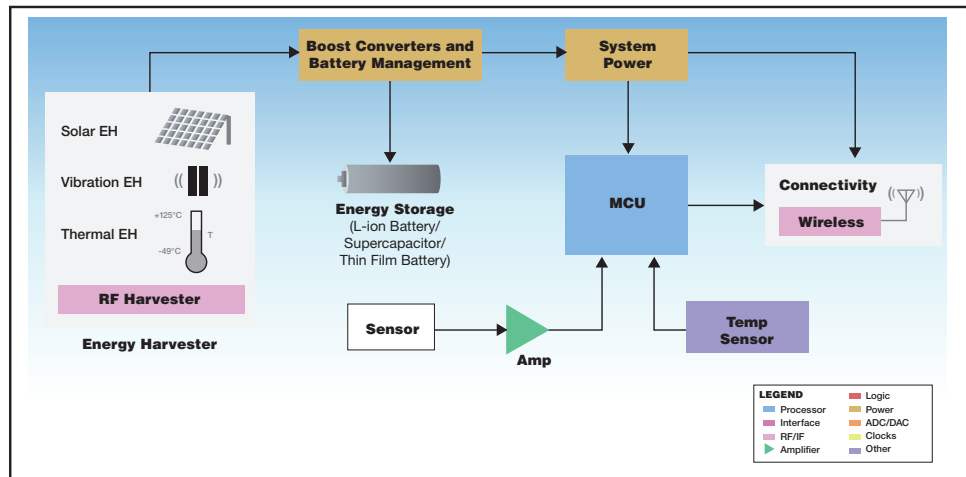 Boost Converters and
Battery Management
System
Power
Solar EH
Vibration EH
+125°C
Thermal EH
T
-49°C
RF Harvester
Energy Harvester
Energy Storage
(L-ion Battery/
Supercapacitor/
Thin Film Battery)
MCU
Connectivity
Wireless
Sensor
Amp
Temp
Sensor
LEGEND
Processor
Interface
RF/IF
Amplifier
Logic
Power
ADC/DAC
Clocks
Other